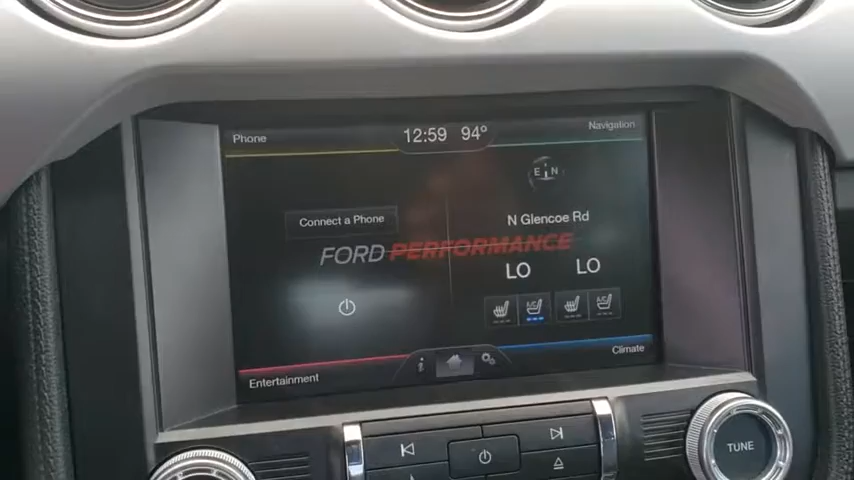 Phone
12:59 94°
Navigation
E N
Connect a Phone
N Glencoe Rd
FORD PERFORMANCE
LO
LO
A/C
A/C
Entertainment
i
Climate
TUNE